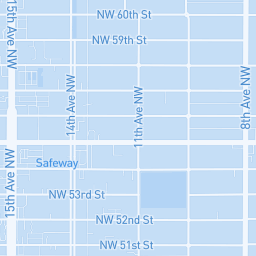 NW 60th St
15th Ave NW
NW 59th St
14th Ave NW
11th Ave NW
8th Ave NW
Safeway
15th Ave NW
NW 53rd St
NW 52nd St
NW 51st St